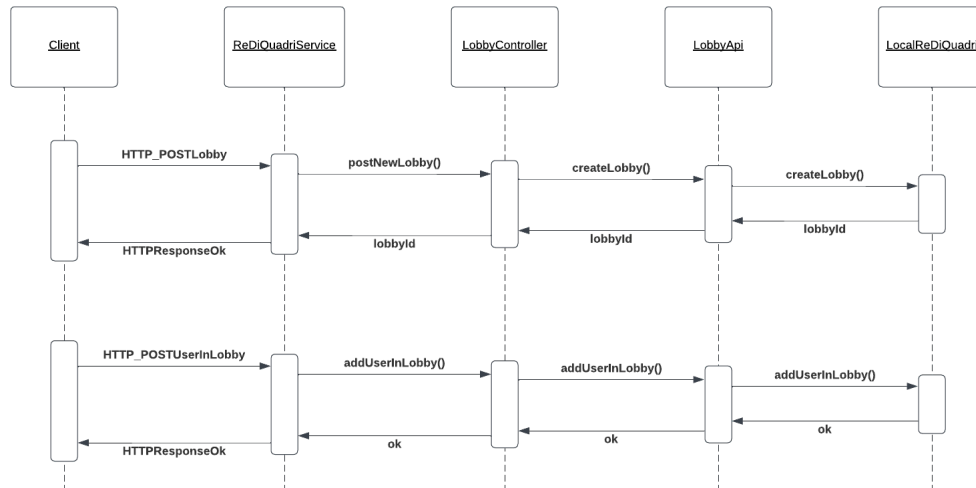 Client
ReDiQuadriService
LobbyController
LobbyApi
LocalReDiQuadri
HTTP_POSTLobby
postNewLobby()
createLobby()
createLobby()
HTTPResponseOk
lobbyId
lobbyId
lobbyId
HTTP_POSTUserInLobby
addUserInLobby()
addUserInLobby()
addUserInLobby()
HTTPResponseOk
ok
ok
ok